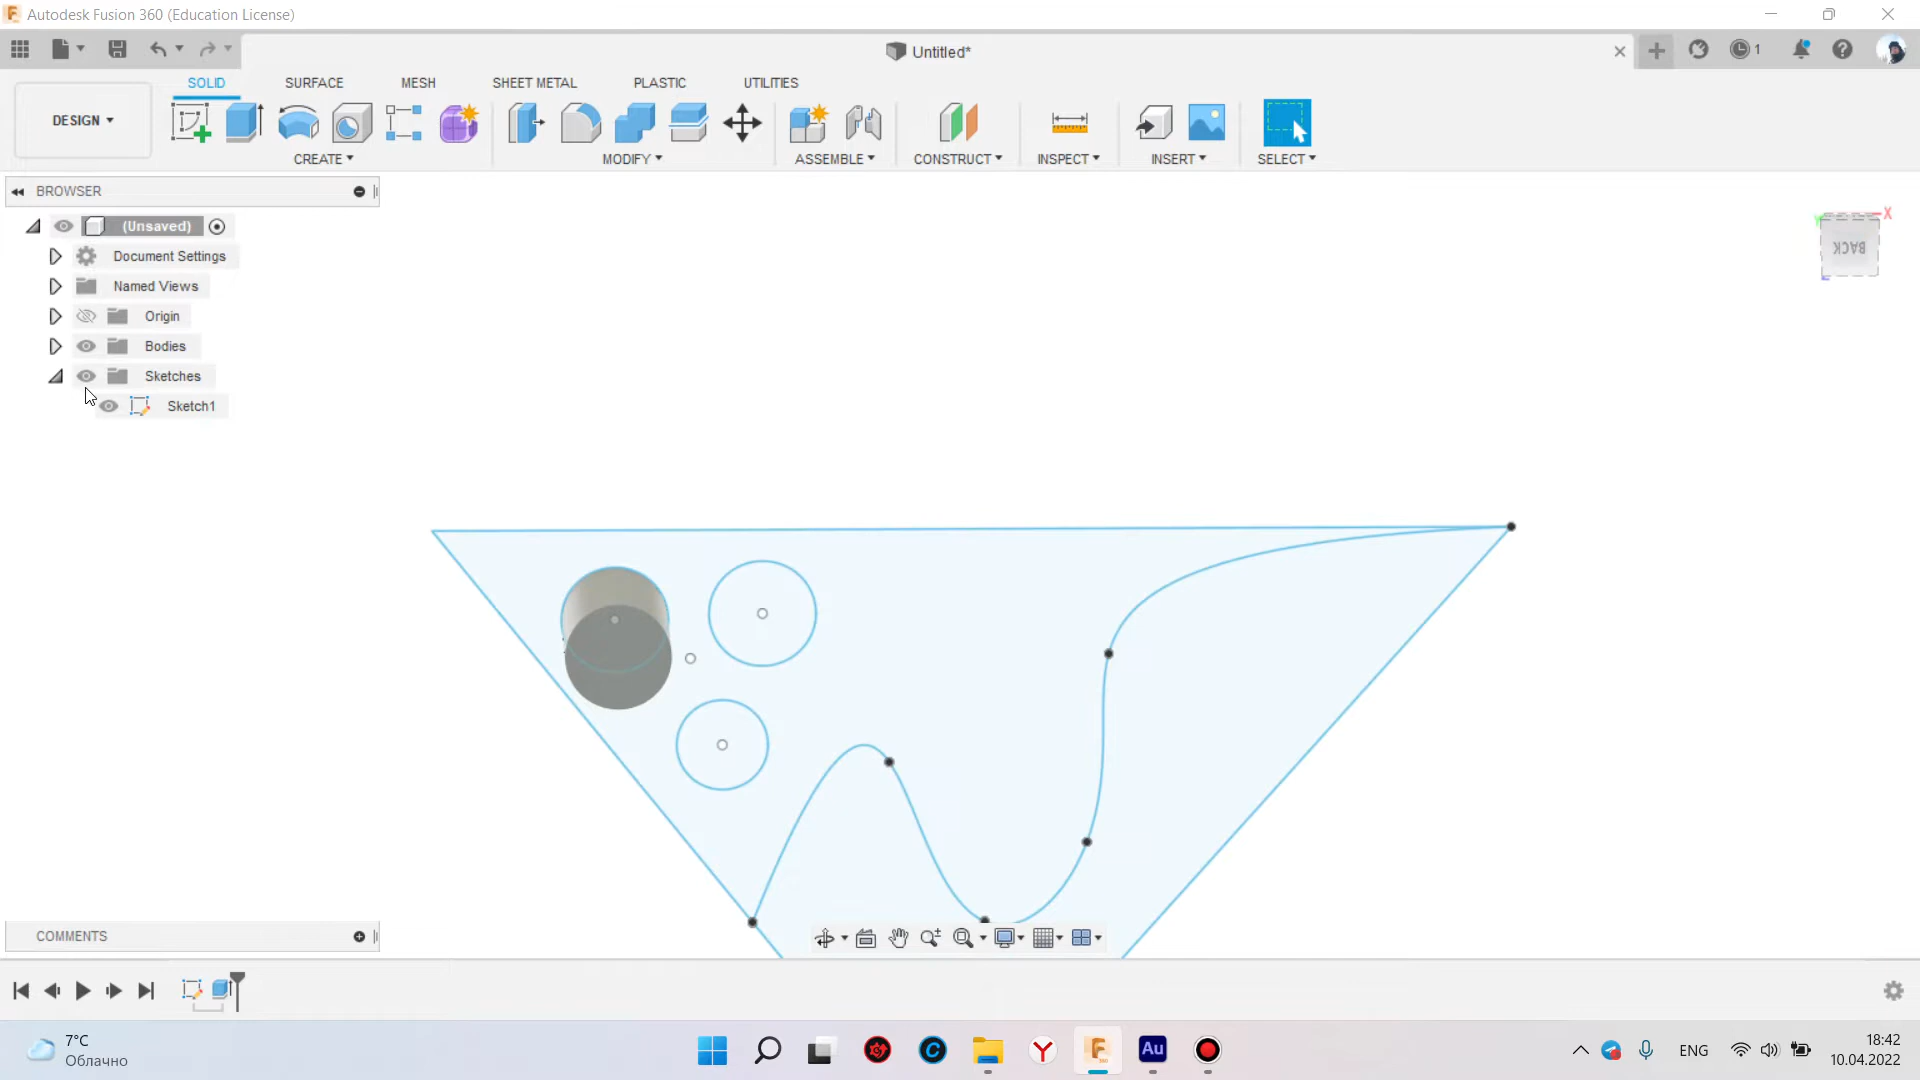 Autodesk Fusion 360 (Education License)
Untitled*
1
SOLID
SURFACE
MESH
SHEET METAL
PLASTIC
UTILITIES
DESIGN
CREATE
MODIFY
ASSEMBLE
CONSTRUCT
INSPECT
INSERT
SELECT
BROWSER
(Unsaved)
Document Settings
Named Views
Origin
Bodies
Sketches
Sketch1
X
BACK
COMMENTS
7°C
Облачно
Au
ENG
18:42
10.04.2022